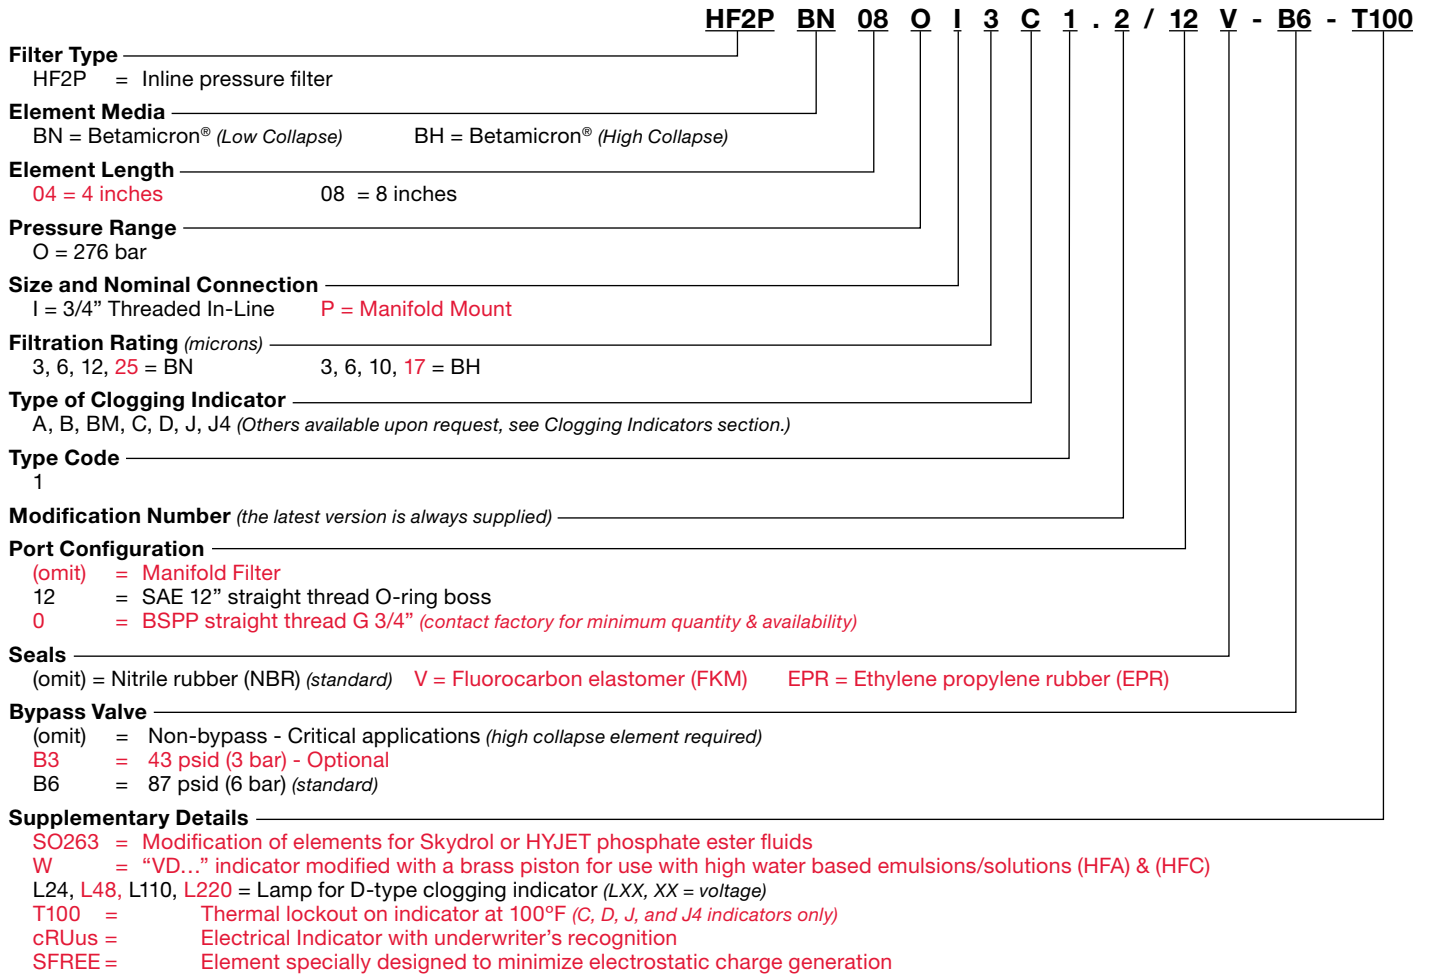 HF2P BN 08 O I 3 C 1 . 2 / 12 V - B6 - T100
Filter Type
HF2P = Inline pressure filter
Element Media
BN = Betamicron® (Low Collapse) BH = Betamicron® (High Collapse)
Element Length
04 = 4 inches 08 = 8 inches
Pressure Range
O = 276 bar
Size and Nominal Connection
I = 3/4” Threaded In-Line P = Manifold Mount
Filtration Rating (microns)
3, 6, 12, 25 = BN 3, 6, 10, 17 = BH
Type of Clogging Indicator
A, B, BM, C, D, J, J4 (Others available upon request, see Clogging Indicators section.)
Type Code
1
Modification Number (the latest version is always supplied)
Port Configuration
(omit) = Manifold Filter
12 = SAE 12” straight thread O-ring boss
0 = BSPP straight thread G 3/4” (contact factory for minimum quantity & availability)
Seals
(omit) = Nitrile rubber (NBR) (standard) V = Fluorocarbon elastomer (FKM) EPR = Ethylene propylene rubber (EPR)
Bypass Valve
(omit) = Non-bypass - Critical applications (high collapse element required)
B3 = 43 psid (3 bar) - Optional
B6 = 87 psid (6 bar) (standard)
Supplementary Details
SO263 = Modification of elements for Skydrol or HYJET phosphate ester fluids
W = “VD…” indicator modified with a brass piston for use with high water based emulsions/solutions (HFA) & (HFC)
L24, L48, L110, L220 = Lamp for D-type clogging indicator (LXX, XX = voltage)
T100 = Thermal lockout on indicator at 100ºF (C, D, J, and J4 indicators only)
cRUus = Electrical Indicator with underwriter’s recognition
SFREE = Element specially designed to minimize electrostatic charge generation